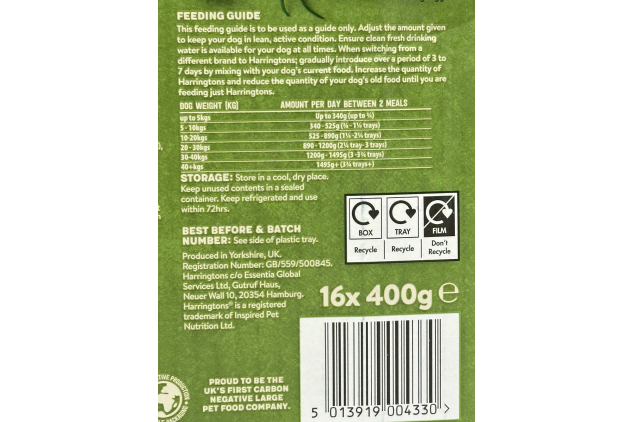 FEEDING GUIDE
This feeding guide is to be used as a guide only. Adjust the amount given
to keep your dog in lean, active condition. Ensure clean fresh drinking
water is available for your dog at all times. When switching from a
different brand to Harringtons; gradually introduce over a period of 3 to
7 days by mixing with your dog's current food. Increase the quantity of
Harringtons and reduce the quantity of your dog's old food until you are
feeding just Harringtons.
DOG WEIGHT (KG) AMOUNT PER DAY BETWEEN 2 MEALS
up to 5kgs Up to 340g (up to ¾)
5 - 10kgs 340 - 525g (¾ - 1½ trays)
10-20kgs 525 - 890g (1¼ -2¼ trays)
20 - 30kgs 890 - 1200g (2¼ tray- 3 trays)
30-40kgs 1200g - 1495g (3 -3¾ trays)
40+kgs 1495g+ (3¾ trays+)
STORAGE: Store in a cool, dry place.
Keep unused contents in a sealed
container. Keep refrigerated and use
within 72hrs.
BOX TRAY FILM
Recycle Recycle Don't
Recycle
BEST BEFORE & BATCH
NUMBER: See side of plastic tray.
Produced in Yorkshire, UK.
Registration Number: GB/559/500845.
Harringtons c/o Essentia Global
Services Ltd, Gutruf Haus,
Neuer Wall 10, 20354 Hamburg.
Harringtons® is a registered
trademark of Inspired Pet
Nutrition Ltd.
16x 400g ℮
PROUD TO BE THE
UK'S FIRST CARBON
NEGATIVE LARGE
PET FOOD COMPANY.
5 013919 004330 >